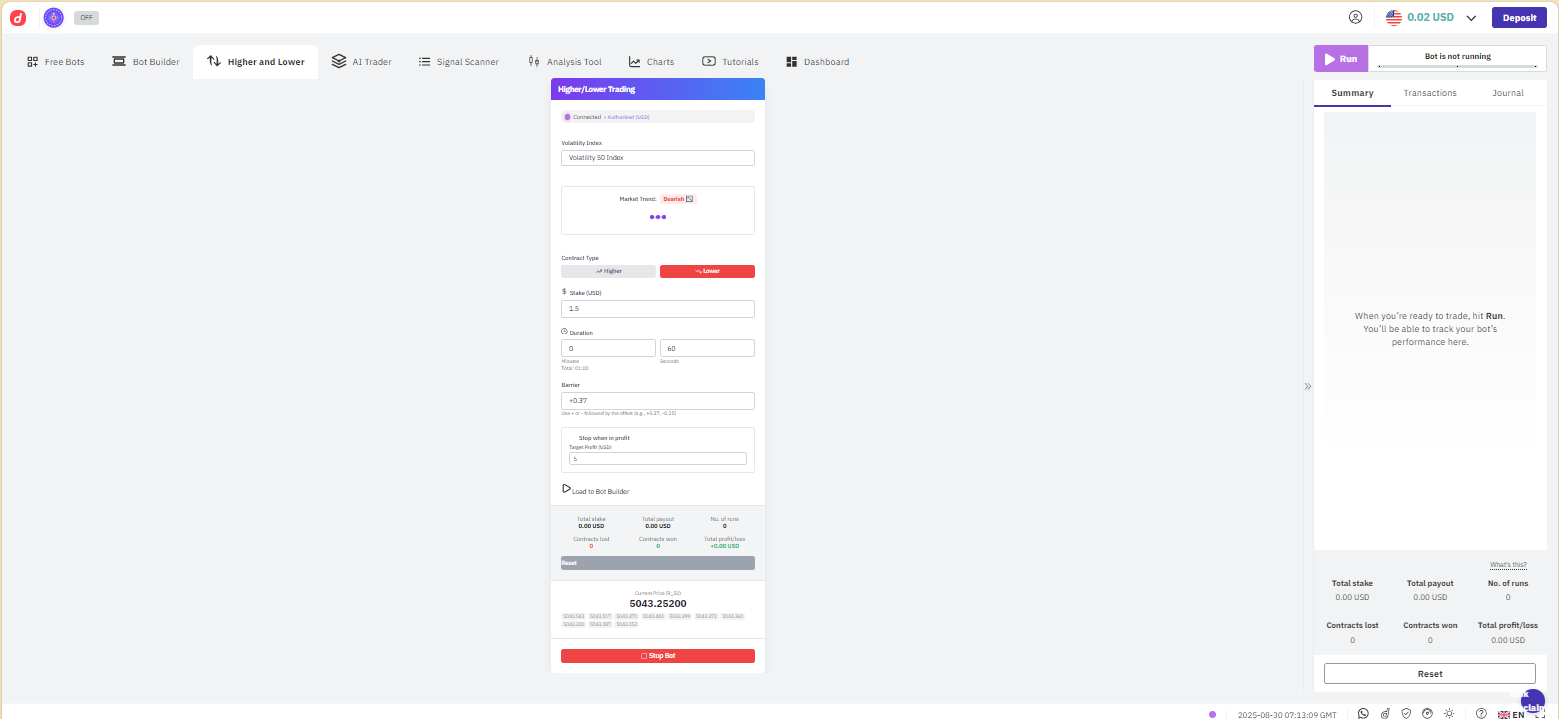 OFF
0.02 USD
Deposit
Free Bots
Bot Builder
Higher and Lower
AI Trader
Signal Scanner
Analysis Tool
Charts
Tutorials
Dashboard
Run
Bot is not running
Higher/Lower Trading
Connected • Authorized (USD)
Volatility Index
Volatility 50 Index
Market Trend: Bearish
Contract Type
Higher
Lower
$ Stake (USD)
1.5
Duration
0
60
Minutes
Seconds
Total: 01:00
Barrier
+0.37
Use + or - followed by the offset (e.g., +0.27, -0.25)
Stop when in profit
Target Profit (USD)
5
Load to Bot Builder
Total stake
Total payout
No. of runs
0.00 USD
0.00 USD
0
Contracts lost
Contracts won
Total profit/loss
0
0
+0.00 USD
Reset
Current Price (R_50)
5043.25200
Stop Bot
Summary
Transactions
Journal
When you're ready to trade, hit Run.
You'll be able to track your bot's
performance here.
What's this?
Total stake
Total payout
No. of runs
0.00 USD
0.00 USD
0
Contracts lost
Contracts won
Total profit/loss
0
0
0.00 USD
Reset
2025-08-30 07:13:09 GMT
EN